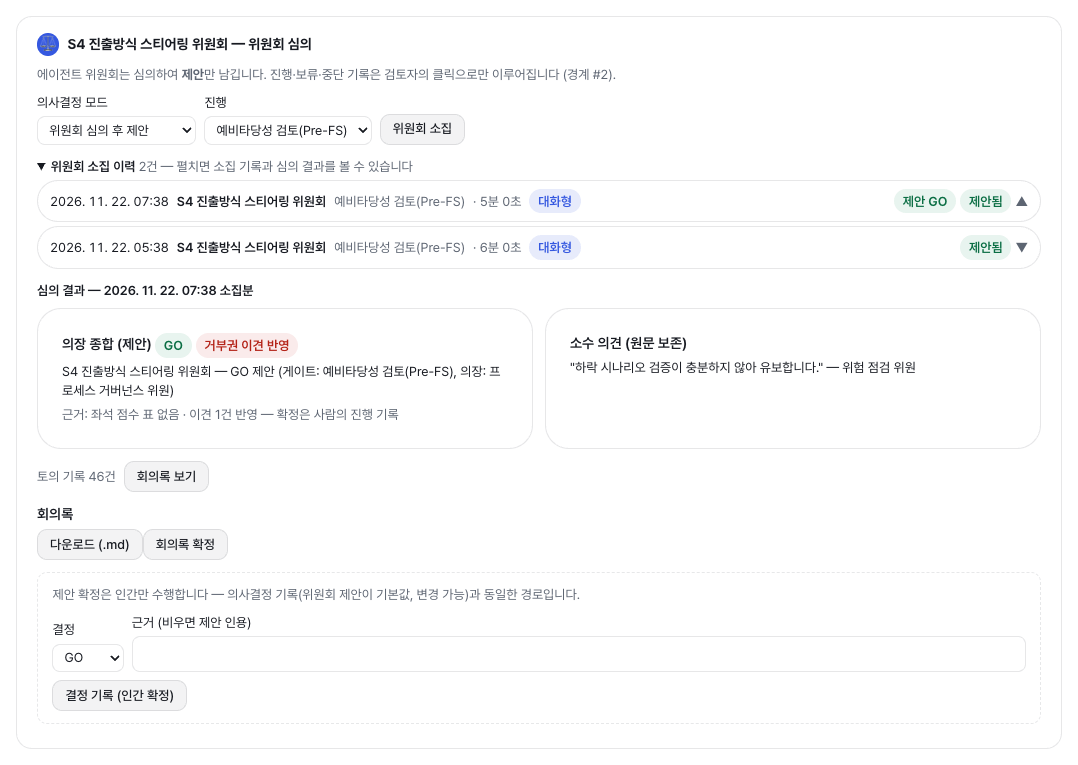 S4 진출방식 스티어링 위원회 — 위원회 심의
에이전트 위원회는 심의하여 제안만 남깁니다. 진행·보류·중단 기록은 검토자의 클릭으로만 이루어집니다 (경계 #2).
의사결정 모드 진행
위원회 심의 후 제안 예비타당성 검토(Pre-FS) 위원회 소집
▼ 위원회 소집 이력 2건 — 펼치면 소집 기록과 심의 결과를 볼 수 있습니다
2026. 11. 22. 07:38 S4 진출방식 스티어링 위원회 예비타당성 검토(Pre-FS) · 5분 0초 대화형 제안 GO 제안됨 ▲
2026. 11. 22. 05:38 S4 진출방식 스티어링 위원회 예비타당성 검토(Pre-FS) · 6분 0초 대화형 제안됨 ▼
심의 결과 — 2026. 11. 22. 07:38 소집분
의장 종합 (제안) GO 거부권 이견 반영
S4 진출방식 스티어링 위원회 — GO 제안 (게이트: 예비타당성 검토(Pre-FS), 의장: 프
로세스 거버넌스 위원)
근거: 좌석 점수 표 없음 · 이견 1건 반영 — 확정은 사람의 진행 기록
소수 의견 (원문 보존)
"하락 시나리오 검증이 충분하지 않아 유보합니다." — 위험 점검 위원
토의 기록 46건 회의록 보기
회의록
다운로드 (.md) 회의록 확정
제안 확정은 인간만 수행합니다 — 의사결정 기록(위원회 제안이 기본값, 변경 가능)과 동일한 경로입니다.
결정 근거 (비우면 제안 인용)
GO
결정 기록 (인간 확정)